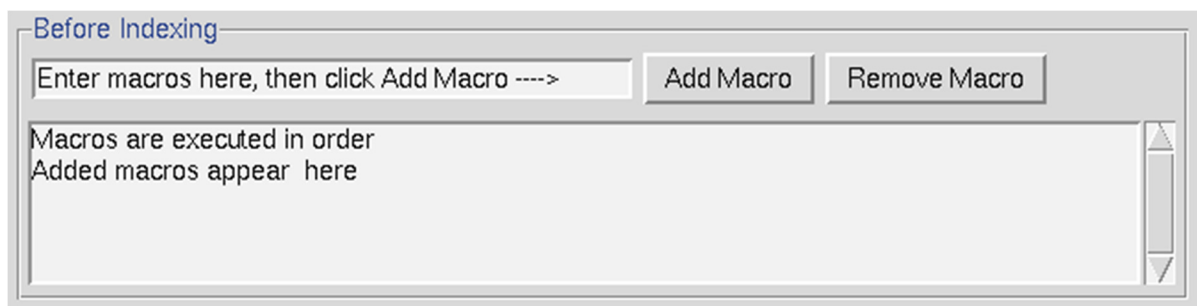 Before Indexing
Enter macros here, then click Add Macro ---->
Add Macro
Remove Macro
Macros are executed in order
Added macros appear  here